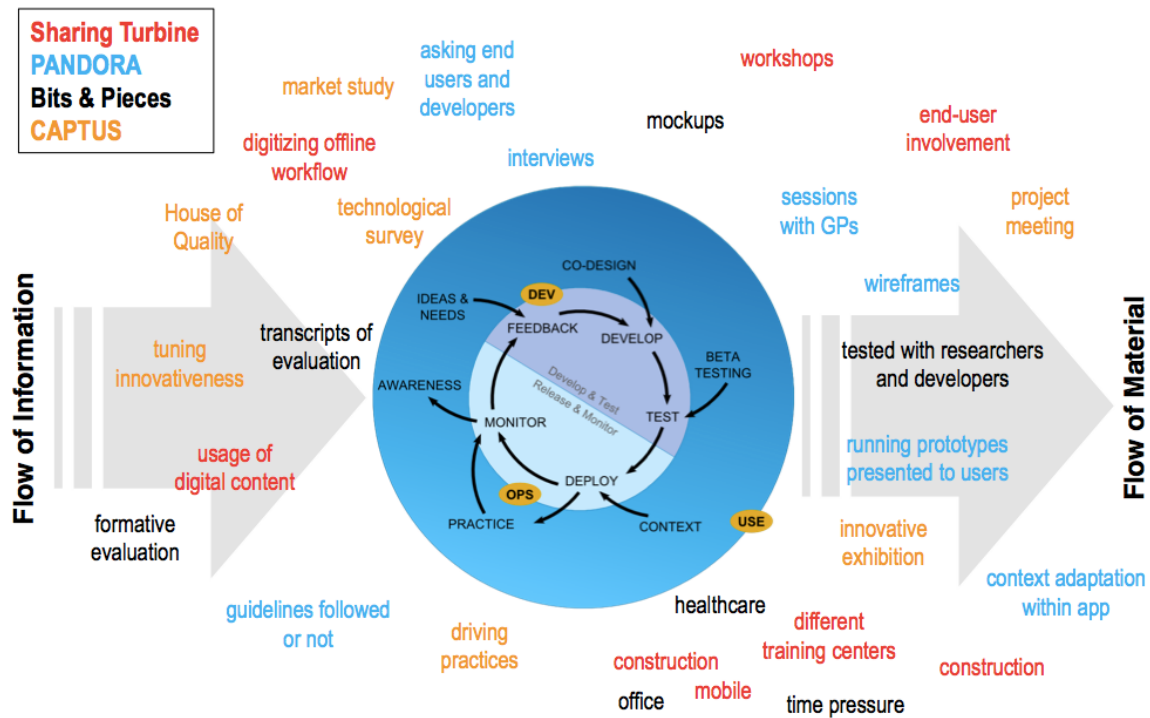 Sharing Turbine
PANDORA
Bits & Pieces
CAPTUS
market study
asking end
users and
developers
workshops
mockups
end-user
involvement
digitizing offline
workflow
interviews
House of
Quality
technological
survey
sessions
with GPs
project
meeting
Flow of Information
tuning
innovativeness
transcripts of
evaluation
usage of
digital content
formative
evaluation
guidelines followed
or not
CO-DESIGN
DEV
IDEAS &
NEEDS
FEEDBACK
DEVELOP
BETA
TESTING
Develop & Test
Release & Monitor
AWARENESS
MONITOR
TEST
DEPLOY
OPS
PRACTICE
CONTEXT
USE
wireframes
tested with researchers
and developers
running prototypes
presented to users
innovative
exhibition
Flow of Material
context adaptation
within app
healthcare
driving
practices
different
training centers
construction
mobile
office
time pressure
construction